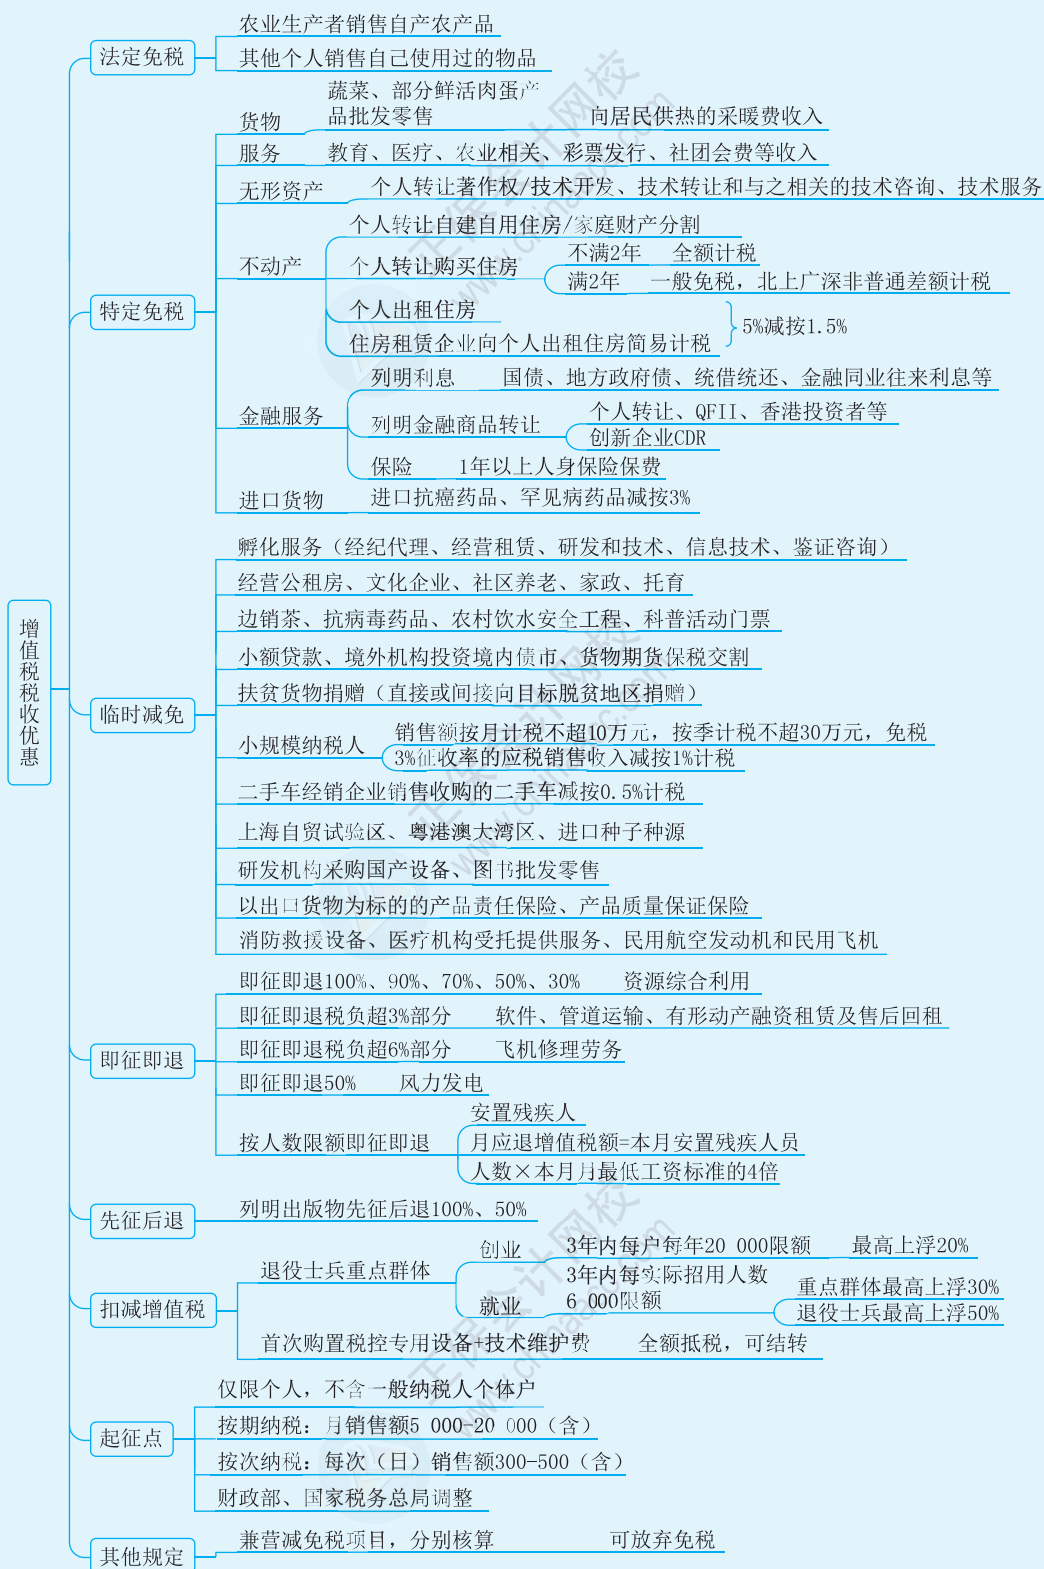 增值税税收优惠
法定免税
农业生产者销售自产农产品
其他个人销售自己使用过的物品
特定免税
货物
蔬菜、部分鲜活肉蛋产
品批发零售
向居民供热的采暖费收入
服务
教育、医疗、农业相关、彩票发行、社团会费等收入
无形资产
个人转让著作权/技术开发、技术转让和与之相关的技术咨询、技术服务
不动产
个人转让自建自用住房/家庭财产分割
个人转让购买住房
不满2年 全额计税
满2年 一般免税，北上广深非普通差额计税
个人出租住房
住房租赁企业向个人出租住房简易计税
5%减按1.5%
金融服务
列明利息 国债、地方政府债、统借统还、金融同业往来利息等
列明金融商品转让
个人转让、QFII、香港投资者等
创新企业CDR
保险 1年以上人身保险保费
进口货物
进口抗癌药品、罕见病药品减按3%
临时减免
孵化服务（经纪代理、经营租赁、研发和技术、信息技术、鉴证咨询）
经营公租房、文化企业、社区养老、家政、托育
边销茶、抗病毒药品、农村饮水安全工程、科普活动门票
小额贷款、境外机构投资境内债市、货物期货保税交割
扶贫货物捐赠（直接或间接向目标脱贫地区捐赠）
小规模纳税人
销售额按月计税不超10万元，按季计税不超30万元，免税
3%征收率的应税销售收入减按1%计税
二手车经销企业销售收购的二手车减按0.5%计税
上海自贸试验区、粤港澳大湾区、进口种子种源
研发机构采购国产设备、图书批发零售
以出口货物为标的的产品责任保险、产品质量保证保险
消防救援设备、医疗机构受托提供服务、民用航空发动机和民用飞机
即征即退
即征即退100%、90%、70%、50%、30% 资源综合利用
即征即退税负超3%部分 软件、管道运输、有形动产融资租赁及售后回租
即征即退税负超6%部分 飞机修理劳务
即征即退50% 风力发电
按人数限额即征即退
安置残疾人
月应退增值税额=本月安置残疾人员
人数×本月月最低工资标准的4倍
先征后退
列明出版物先征后退100%、50%
扣减增值税
退役士兵重点群体
创业
3年内每户每年20 000限额 最高上浮20%
就业
3年内每实际招用人数
6 000限额
重点群体最高上浮30%
退役士兵最高上浮50%
首次购置税控专用设备+技术维护费 全额抵税，可结转
起征点
仅限个人，不含一般纳税人个体户
按期纳税：月销售额5 000-20 000（含）
按次纳税：每次（日）销售额300-500（含）
财政部、国家税务总局调整
其他规定
兼营减免税项目，分别核算 可放弃免税
正保会计网校
www.chinaacc.com
正保会计网校
www.chinaacc.com
正保会计网校
www.chinaacc.com